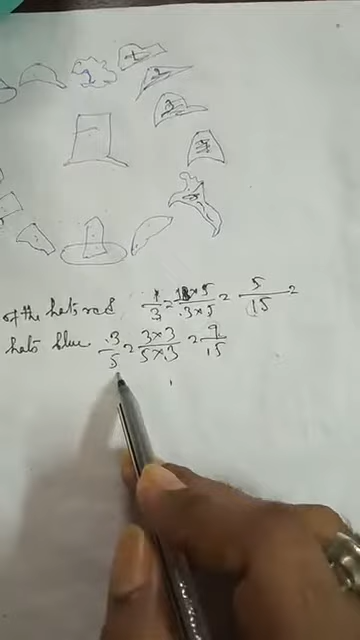 of the hats red 1/3 = 1×5/3×5 = 5/15 =
hats blue 3/5 = 3×3/5×3 = 9/15